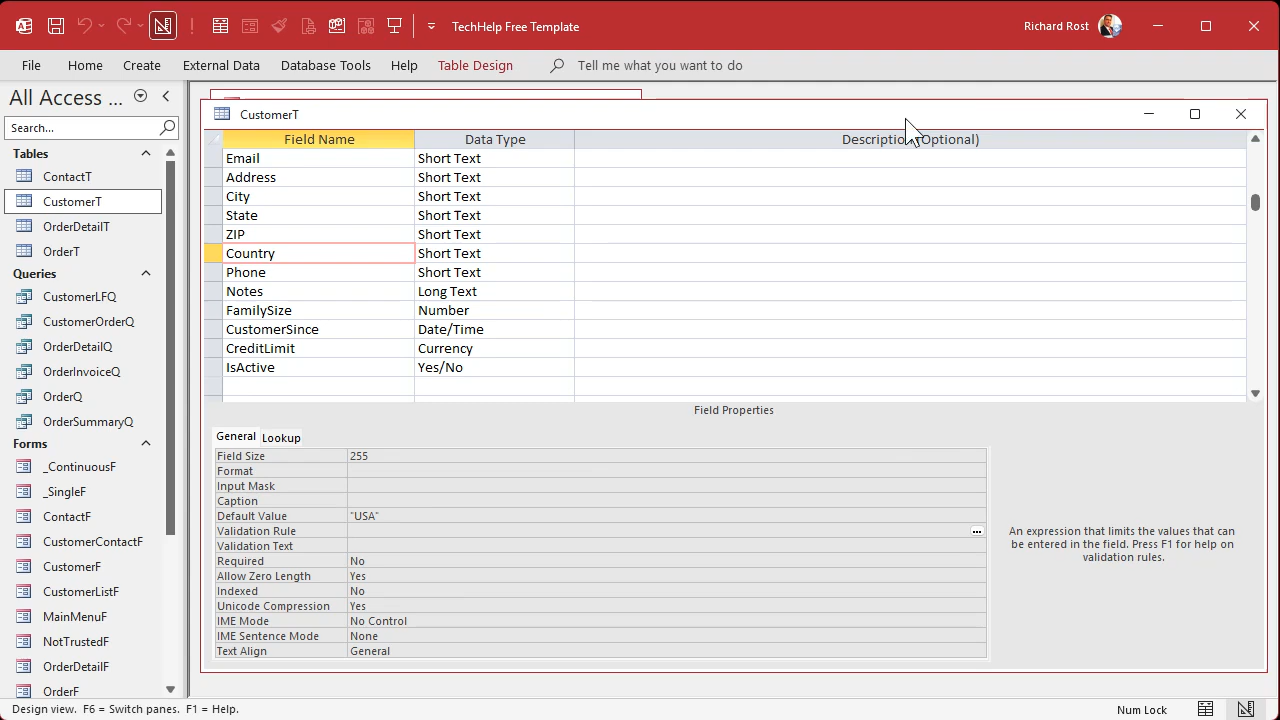 TechHelp Free Template
Richard Rost
File Home Create External Data Database Tools Help Table Design Tell me what you want to do
All Access ...
Search...
Tables
ContactT
CustomerT
OrderDetailT
OrderT
Queries
CustomerLFQ
CustomerOrderQ
OrderDetailQ
OrderInvoiceQ
OrderQ
OrderSummaryQ
Forms
_ContinuousF
_SingleF
ContactF
CustomerContactF
CustomerF
CustomerListF
MainMenuF
NotTrustedF
OrderDetailF
OrderF
CustomerT
Field Name Data Type Description (Optional)
Email Short Text
Address Short Text
City Short Text
State Short Text
ZIP Short Text
Country Short Text
Phone Short Text
Notes Long Text
FamilySize Number
CustomerSince Date/Time
CreditLimit Currency
IsActive Yes/No
Field Properties
General Lookup
Field Size 255
Format
Input Mask
Caption
Default Value "USA"
Validation Rule ...
Validation Text
Required No
Allow Zero Length Yes
Indexed No
Unicode Compression Yes
IME Mode No Control
IME Sentence Mode None
Text Align General
An expression that limits the values that can
be entered in the field. Press F1 for help on
validation rules.
Design view. F6 = Switch panes. F1 = Help.
Num Lock